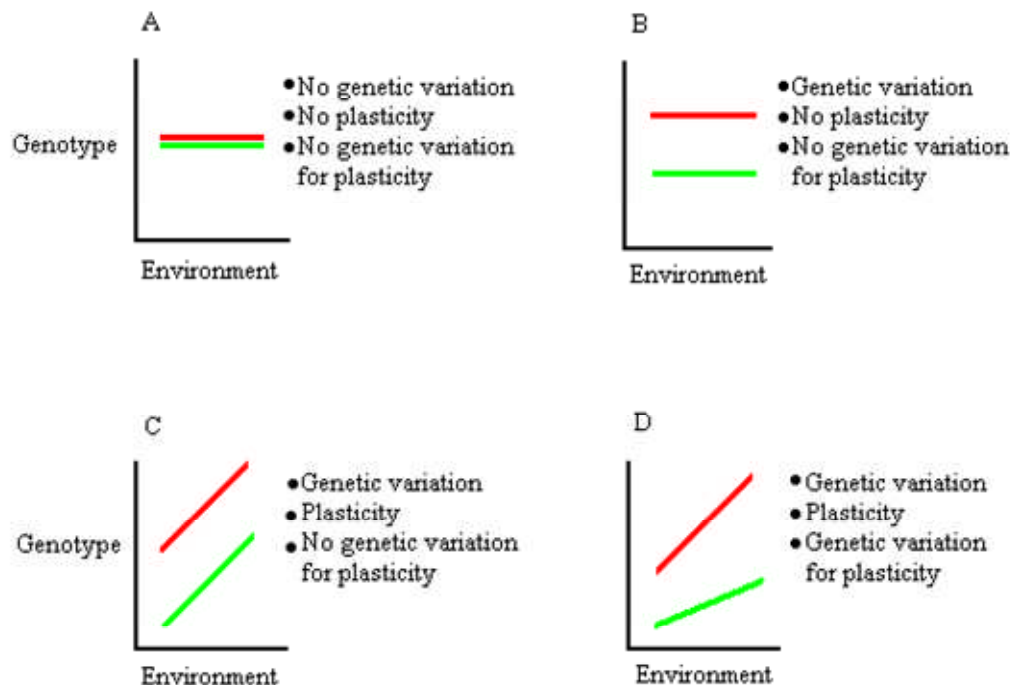 A
• No genetic variation
• No plasticity
• No genetic variation
for plasticity
Genotype
Environment
B
• Genetic variation
• No plasticity
• No genetic variation
for plasticity
Environment
C
• Genetic variation
• Plasticity
• No genetic variation
for plasticity
Genotype
Environment
D
• Genetic variation
• Plasticity
• Genetic variation
for plasticity
Environment